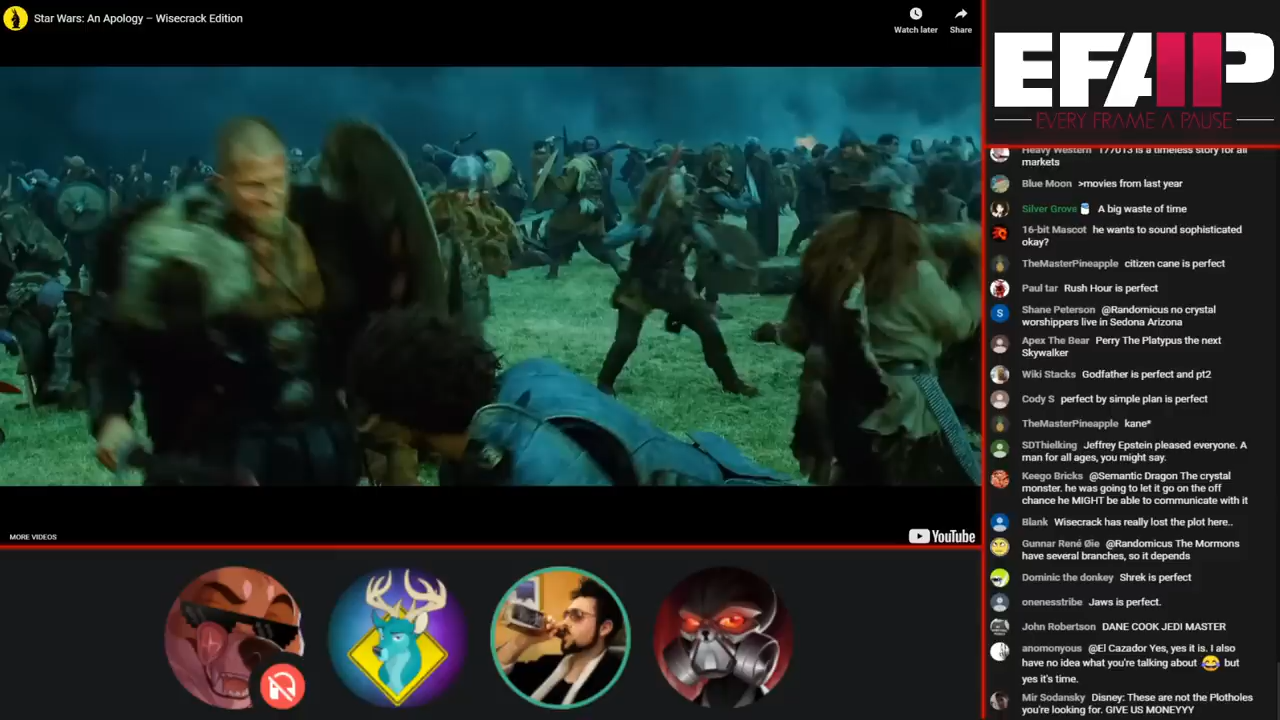 Star Wars: An Apology – Wisecrack Edition
Watch later
Share
MORE VIDEOS
YouTube
EFAP
EVERY FRAME A PAUSE
Heavy Western 177013 is a timeless story for all
markets
Blue Moon >movies from last year
Silver Grove A big waste of time
16-bit Mascot he wants to sound sophisticated
okay?
TheMasterPineapple citizen cane is perfect
Paul tar Rush Hour is perfect
S
Shane Peterson @Randomicus no crystal
worshippers live in Sedona Arizona
Apex The Bear Perry The Platypus the next
Skywalker
Wiki Stacks Godfather is perfect and pt2
Cody S perfect by simple plan is perfect
TheMasterPineapple kane*
SDThielking Jeffrey Epstein pleased everyone. A
man for all ages, you might say.
Keego Bricks @Semantic Dragon The crystal
monster. he was going to let it go on the off
chance he MIGHT be able to communicate with it
Blank Wisecrack has really lost the plot here..
Gunnar René Øie @Randomicus The Mormons
have several branches, so it depends
Dominic the donkey Shrek is perfect
onenesstribe Jaws is perfect.
John Robertson DANE COOK JEDI MASTER
anomonyous @El Cazador Yes, yes it is. I also
have no idea what you're talking about 😂 but
yes it's time.
Mir Sodansky Disney: These are not the Plotholes
you're looking for. GIVE US MONEYYY